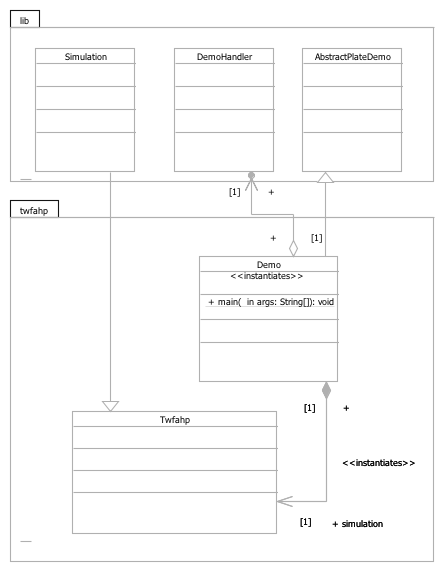 lib
Simulation
DemoHandler
AbstractPlateDemo
[1] +
twfahp
+ [1]
Demo
<<instantiates>>
+ main( in args: String[]): void
[1] +
<<instantiates>>
Twfahp
[1] + simulation